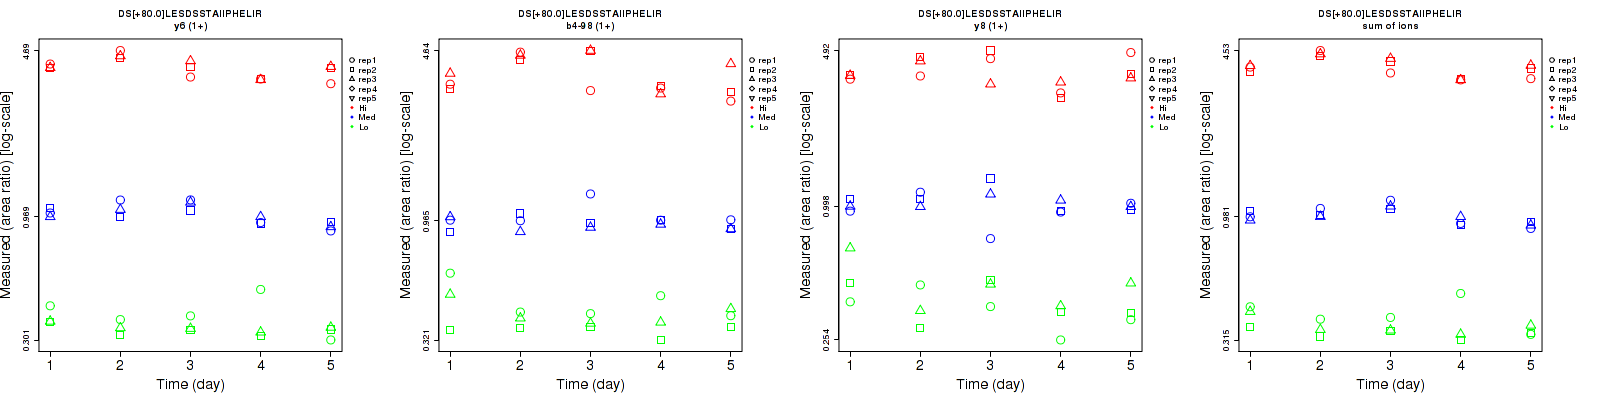 DS[+80.0]LESDSSTAIIPHELIR
y6 (1+)
Measured (area ratio) [log-scale]
4.69
0.969
0.301
1 2 3 4 5
Time (day)
rep1
rep2
rep3
rep4
rep5
Hi
Med
Lo
DS[+80.0]LESDSSTAIIPHELIR
b4-98 (1+)
Measured (area ratio) [log-scale]
4.64
0.965
0.321
1 2 3 4 5
Time (day)
rep1
rep2
rep3
rep4
rep5
Hi
Med
Lo
DS[+80.0]LESDSSTAIIPHELIR
y8 (1+)
Measured (area ratio) [log-scale]
4.92
0.998
0.254
1 2 3 4 5
Time (day)
rep1
rep2
rep3
rep4
rep5
Hi
Med
Lo
DS[+80.0]LESDSSTAIIPHELIR
sum of ions
Measured (area ratio) [log-scale]
4.53
0.981
0.315
1 2 3 4 5
Time (day)
rep1
rep2
rep3
rep4
rep5
Hi
Med
Lo